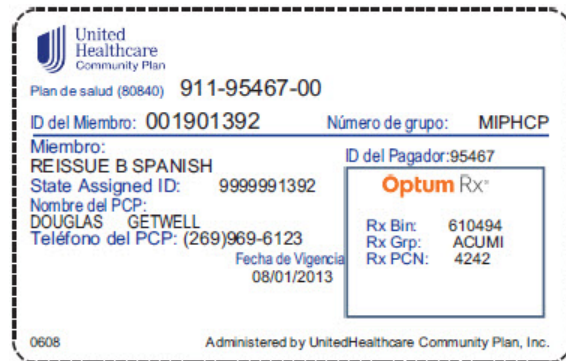 United
Healthcare
Community Plan
Plan de salud (80840) 911-95467-00
ID del Miembro: 001901392 Número de grupo: MIPHCP
Miembro:
REISSUE B SPANISH
State Assigned ID: 9999991392
Nombre del PCP:
DOUGLAS GETWELL
Teléfono del PCP: (269)969-6123
Fecha de Vigencia
08/01/2013
ID del Pagador:95467
Optum Rx®
Rx Bin: 610494
Rx Grp: ACUMI
Rx PCN: 4242
0608 Administered by UnitedHealthcare Community Plan, Inc.